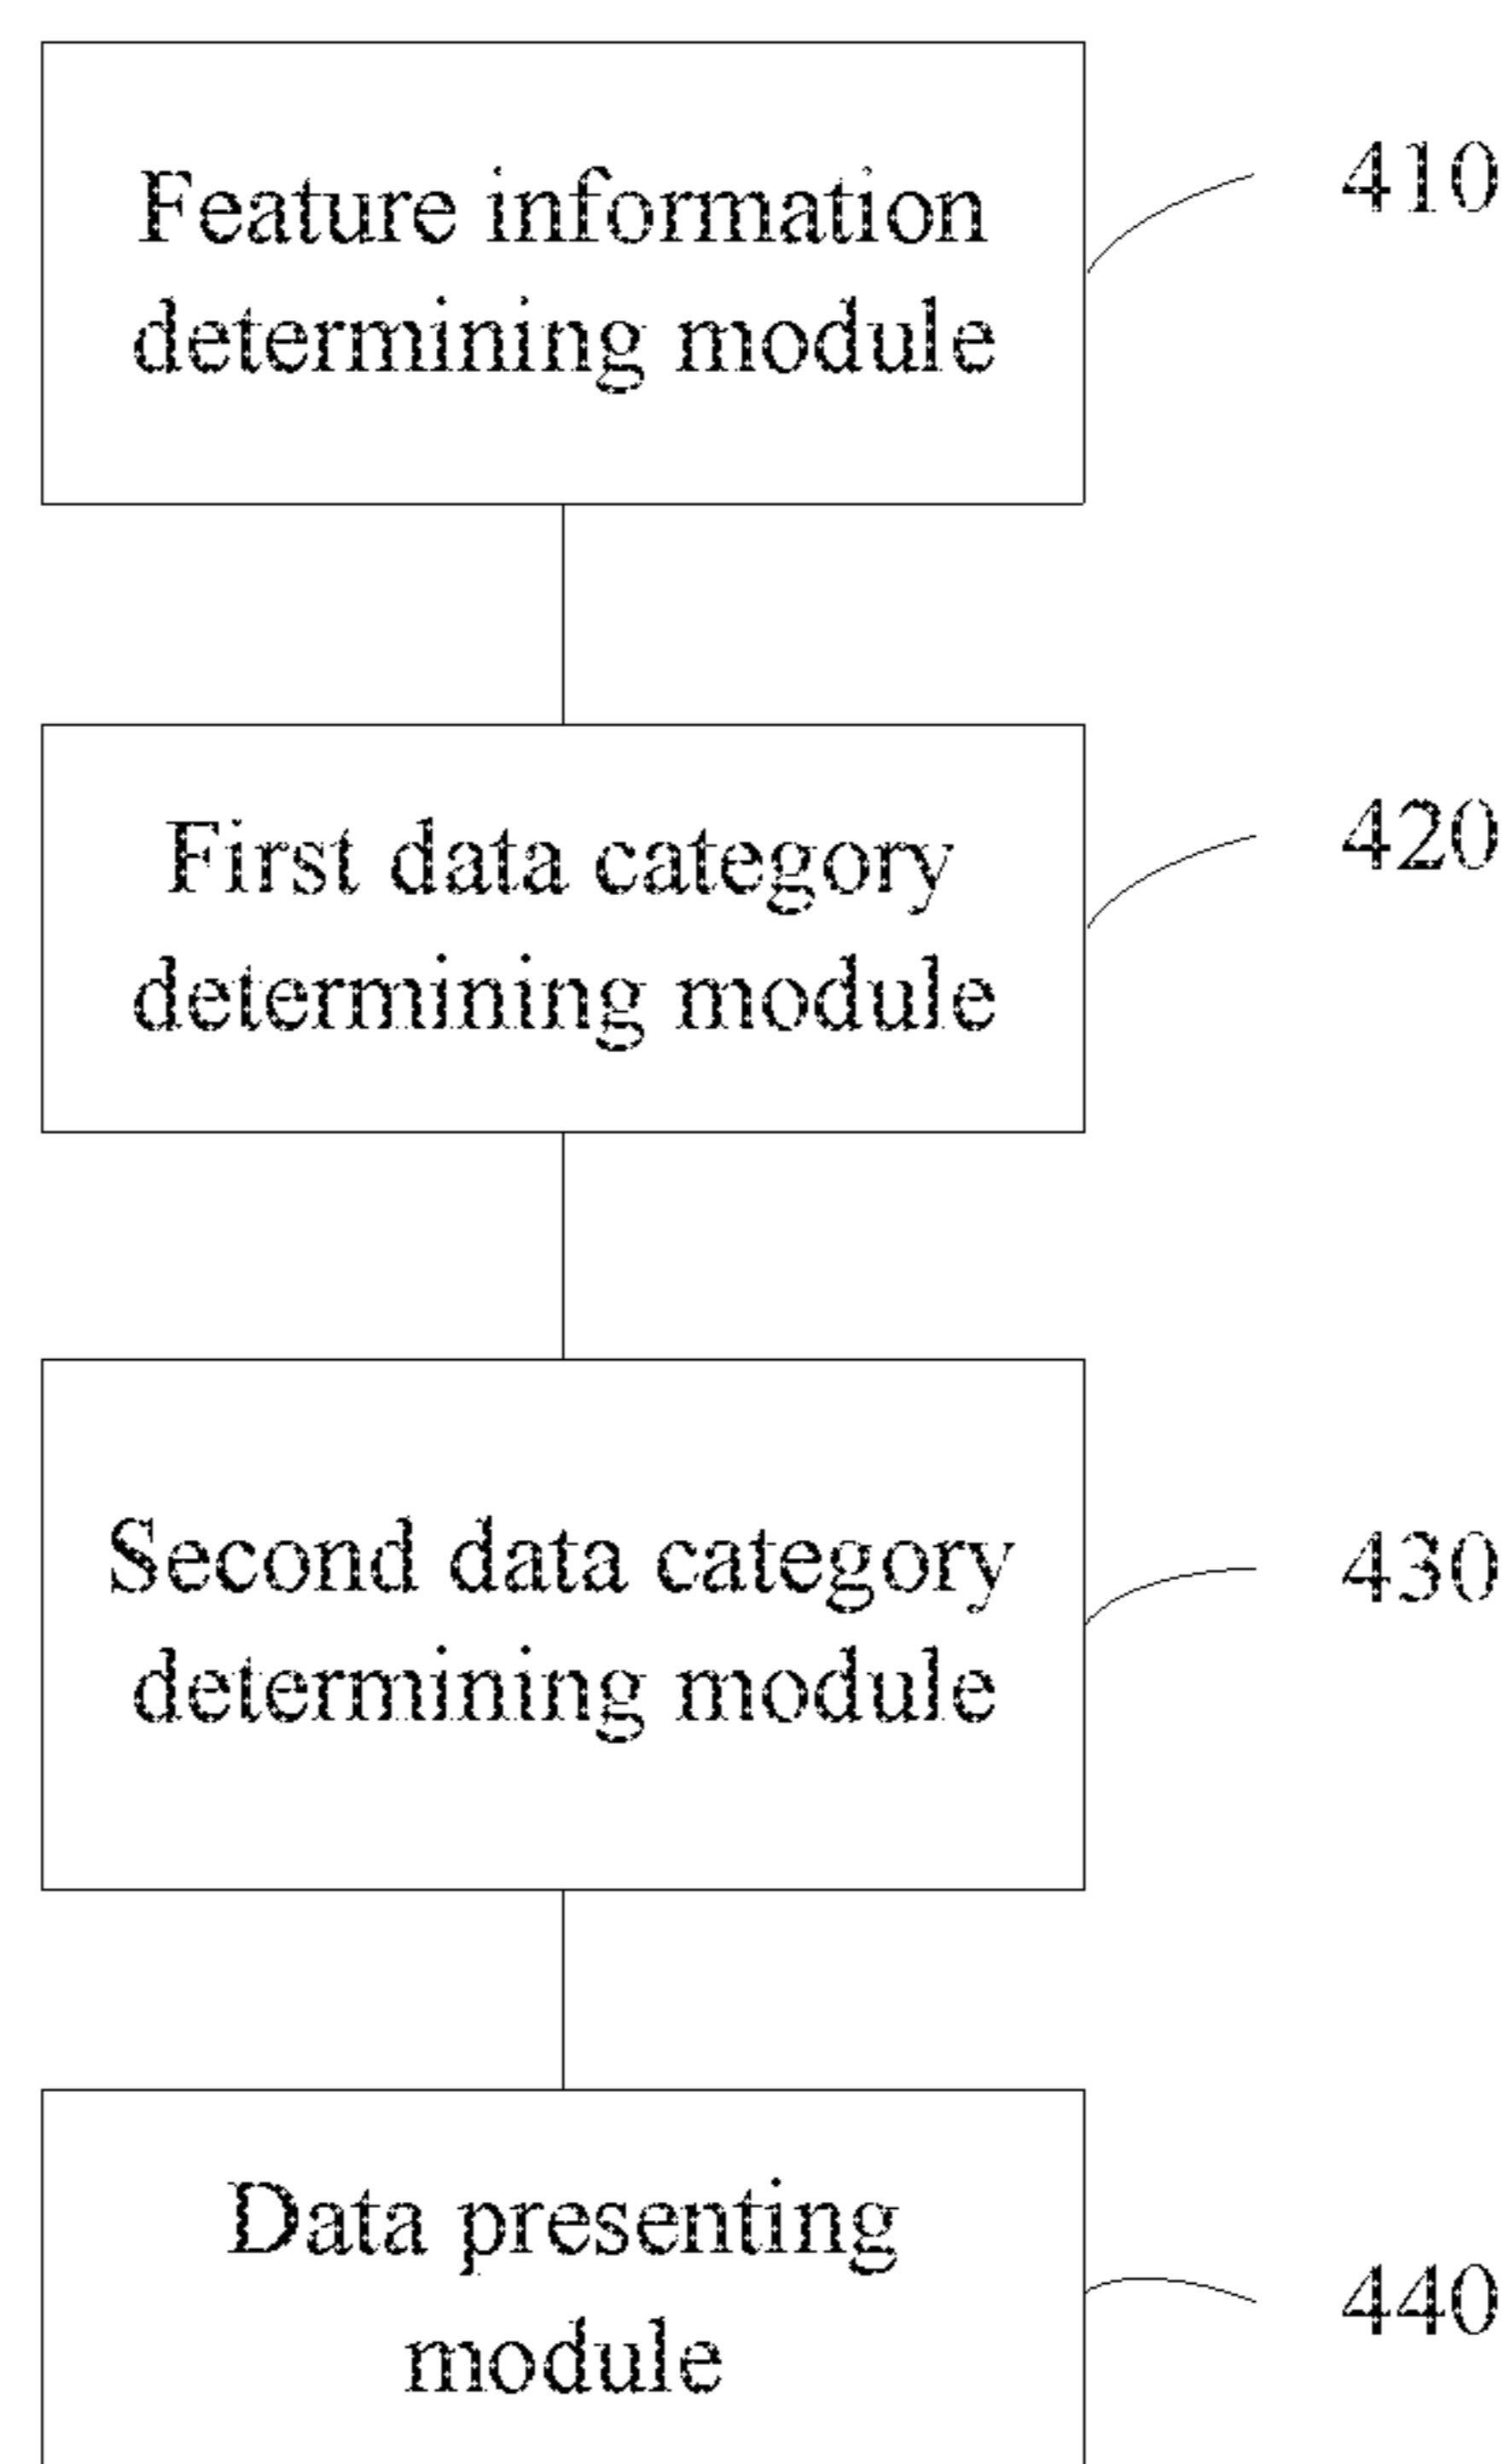 Feature information
determining module
410
First data category
determining module
420
Second data category
determining module
430
Data presenting
module
440